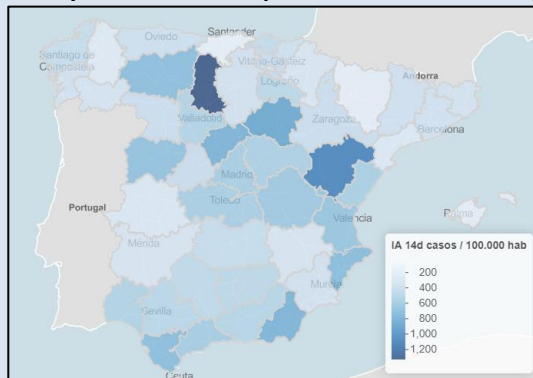 Santander
Oviedo
Santiago de
Compostela
Vitoria-Gasteiz
Logroño
Andorra
Valladolid
Zaragoza
Barcelona
Madrid
Portugal
Toledo
Palma
Valencia
Mérida
Murcia
Sevilla
Ceuta
IA 14d casos / 100.000 hab
200
400
600
800
1,000
1,200